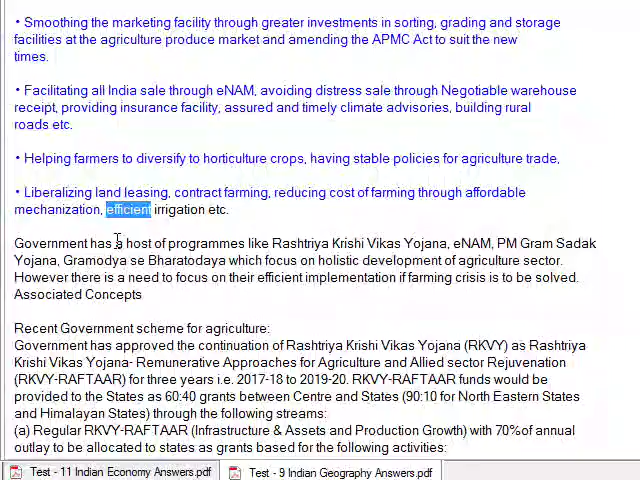 • Smoothing the marketing facility through greater investments in sorting, grading and storage
facilities at the agriculture produce market and amending the APMC Act to suit the new
times.
• Facilitating all India sale through eNAM, avoiding distress sale through Negotiable warehouse
receipt, providing insurance facility, assured and timely climate advisories, building rural
roads etc.
• Helping farmers to diversify to horticulture crops, having stable policies for agriculture trade,
• Liberalizing land leasing, contract farming, reducing cost of farming through affordable
mechanization, efficient irrigation etc.
Government has a host of programmes like Rashtriya Krishi Vikas Yojana, eNAM, PM Gram Sadak
Yojana, Gramodya se Bharatodaya which focus on holistic development of agriculture sector.
However there is a need to focus on their efficient implementation if farming crisis is to be solved.
Associated Concepts
Recent Government scheme for agriculture:
Government has approved the continuation of Rashtriya Krishi Vikas Yojana (RKVY) as Rashtriya
Krishi Vikas Yojana- Remunerative Approaches for Agriculture and Allied sector Rejuvenation
(RKVY-RAFTAAR) for three years i.e. 2017-18 to 2019-20. RKVY-RAFTAAR funds would be
provided to the States as 60:40 grants between Centre and States (90:10 for North Eastern States
and Himalayan States) through the following streams:
(a) Regular RKVY-RAFTAAR (Infrastructure & Assets and Production Growth) with 70% of annual
outlay to be allocated to states as grants based for the following activities:
Test - 11 Indian Economy Answers.pdf
Test - 9 Indian Geography Answers.pdf